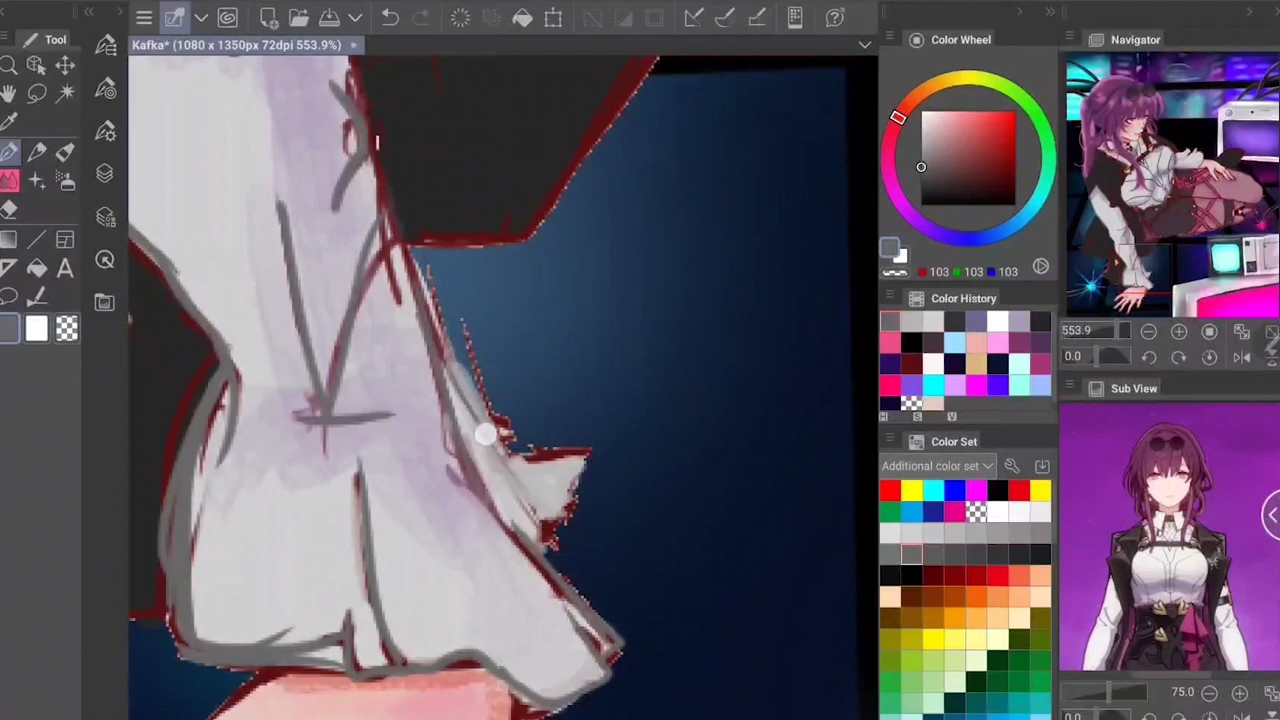 Tool
Kafka* (1080 x 1350px 72dpi 553.9%)
Color Wheel
103 103 103
Color History
H S V
Color Set
Additional color set
Navigator
553.9
0.0
Sub View
75.0
0.0